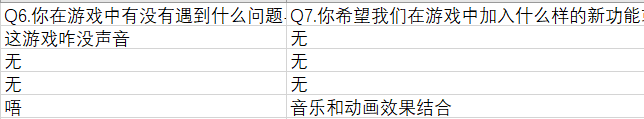 Q6.你在游戏中有没有遇到什么问题 Q7.你希望我们在游戏中加入什么样的新功能
这游戏咋没声音 无
无 无
无 无
唔 音乐和动画效果结合